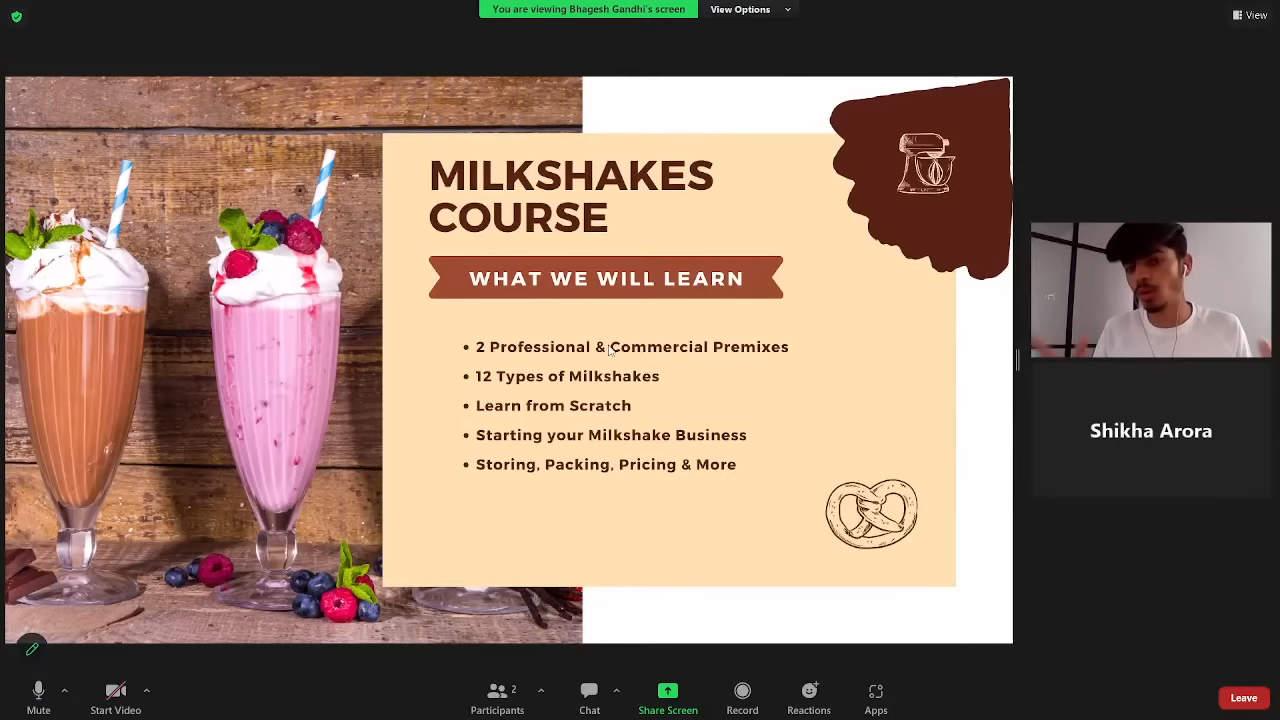 You are viewing Bhagesh Gandhi's screen
View Options
View
MILKSHAKES
COURSE
WHAT WE WILL LEARN
• 2 Professional & Commercial Premixes
• 12 Types of Milkshakes
• Learn from Scratch
• Starting your Milkshake Business
• Storing, Packing, Pricing & More
Shikha Arora
Mute
Start Video
2
Participants
Chat
Share Screen
Record
Reactions
Apps
Leave